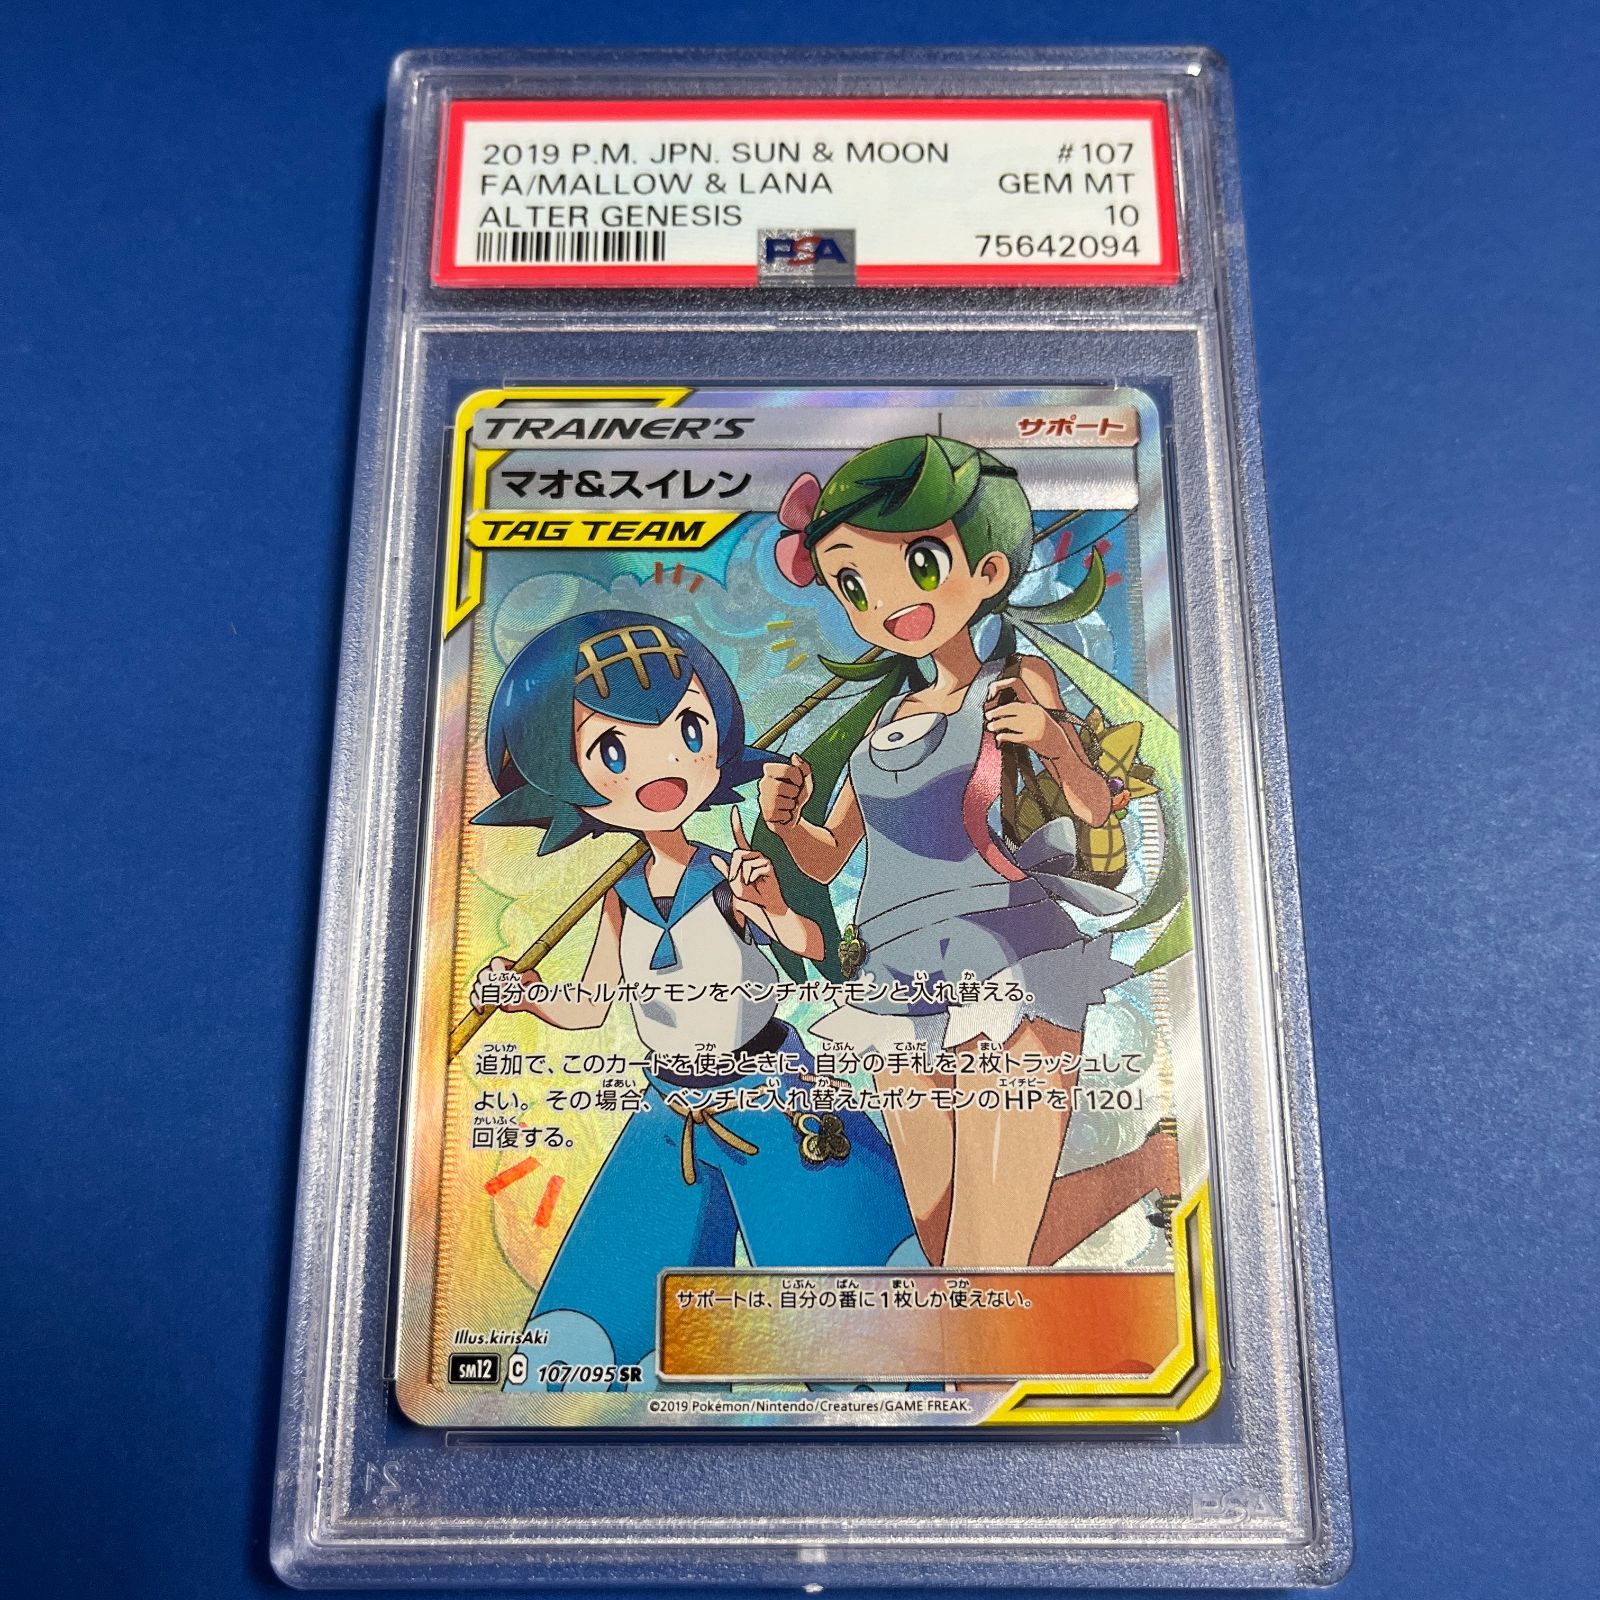 2019 P.M. JPN. SUN & MOON #107
FA/MALLOW & LANA GEM MT
ALTER GENESIS 10
PSA 75642094
TRAINER'S サポート
マオ&スイレン
TAG TEAM
じぶん い か
自分のバトルポケモンをベンチポケモンと入れ替える。
ついか つか じぶん てふだ まい
追加で、このカードを使うときに、自分の手札を2枚トラッシュして
ばあい い か エイチピー
よい。その場合、ベンチに入れ替えたポケモンのHPを「120」
かいふく
回復する。
じぶん ばん まい つか
サポートは、自分の番に1枚しか使えない。
Illus.kirisAki
sm12 C 107/095 SR
©2019 Pokémon/Nintendo/Creatures/GAME FREAK.
PSA